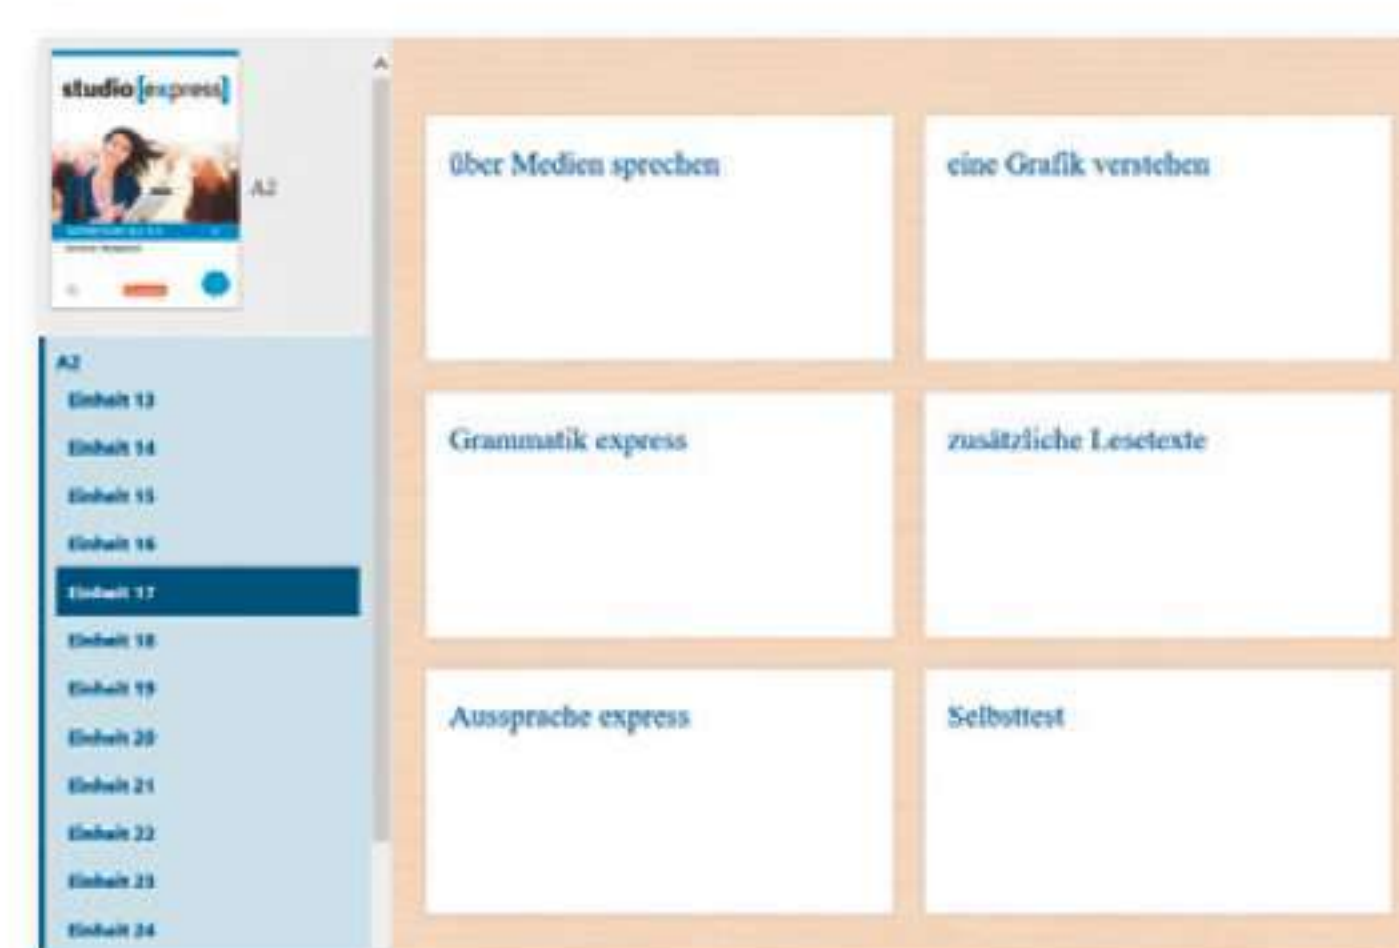 studio [express]
A2
A2
Einheit 13
Einheit 14
Einheit 15
Einheit 16
Einheit 17
Einheit 18
Einheit 19
Einheit 20
Einheit 21
Einheit 22
Einheit 23
Einheit 24
über Medien sprechen
eine Grafik verstehen
Grammatik express
zusätzliche Lesetexte
Aussprache express
Selbsttest